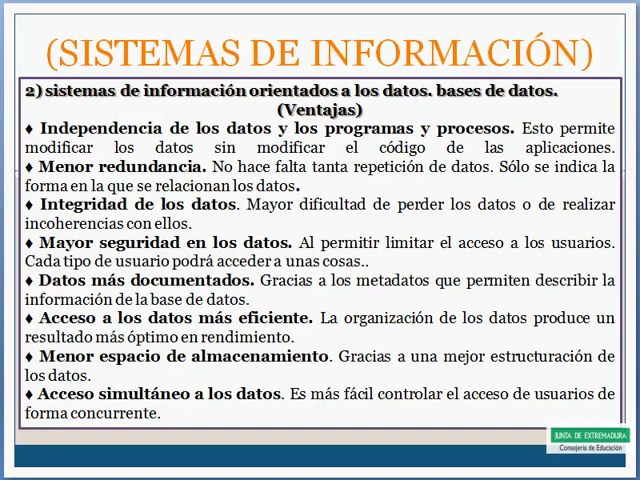 (SISTEMAS DE INFORMACIÓN)
2) sistemas de información orientados a los datos. bases de datos.
(Ventajas)
♦ Independencia de los datos y los programas y procesos. Esto permite
modificar los datos sin modificar el código de las aplicaciones.
♦ Menor redundancia. No hace falta tanta repetición de datos. Sólo se indica la
forma en la que se relacionan los datos.
♦ Integridad de los datos. Mayor dificultad de perder los datos o de realizar
incoherencias con ellos.
♦ Mayor seguridad en los datos. Al permitir limitar el acceso a los usuarios.
Cada tipo de usuario podrá acceder a unas cosas..
♦ Datos más documentados. Gracias a los metadatos que permiten describir la
información de la base de datos.
♦ Acceso a los datos más eficiente. La organización de los datos produce un
resultado más óptimo en rendimiento.
♦ Menor espacio de almacenamiento. Gracias a una mejor estructuración de
los datos.
♦ Acceso simultáneo a los datos. Es más fácil controlar el acceso de usuarios de
forma concurrente.
JUNTA DE EXTREMADURA
Consejería de Educación